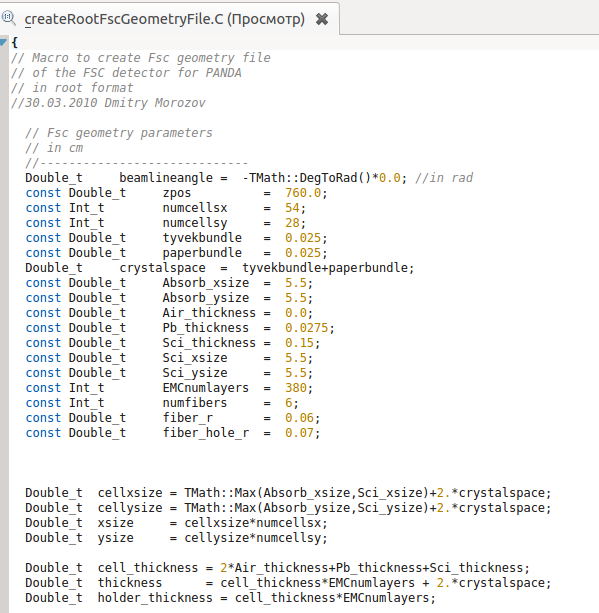 createRootFscGeometryFile.C (Просмотр)
{
// Macro to create Fsc geometry file
// of the FSC detector for PANDA
// in root format
//30.03.2010 Dmitry Morozov
// Fsc geometry parameters
// in cm
//-----------------------------
Double_t     beamlineangle =  -TMath::DegToRad()*0.0; //in rad
const Double_t     zpos          =  760.0;
const Int_t        numcellsx     =  54;
const Int_t        numcellsy     =  28;
const Double_t     tyvekbundle   =  0.025;
const Double_t     paperbundle   =  0.025;
Double_t     crystalspace  =  tyvekbundle+paperbundle;
const Double_t     Absorb_xsize  =  5.5;
const Double_t     Absorb_ysize  =  5.5;
const Double_t     Air_thickness =  0.0;
const Double_t     Pb_thickness  =  0.0275;
const Double_t     Sci_thickness =  0.15;
const Double_t     Sci_xsize     =  5.5;
const Double_t     Sci_ysize     =  5.5;
const Int_t        EMCnumlayers  =  380;
const Int_t        numfibers     =  6;
const Double_t     fiber_r       =  0.06;
const Double_t     fiber_hole_r  =  0.07;
Double_t  cellxsize = TMath::Max(Absorb_xsize,Sci_xsize)+2.*crystalspace;
Double_t  cellysize = TMath::Max(Absorb_ysize,Sci_ysize)+2.*crystalspace;
Double_t  xsize     = cellxsize*numcellsx;
Double_t  ysize     = cellysize*numcellsy;
Double_t  cell_thickness = 2*Air_thickness+Pb_thickness+Sci_thickness;
Double_t  thickness      = cell_thickness*EMCnumlayers + 2.*crystalspace;
Double_t  holder_thickness = cell_thickness*EMCnumlayers;